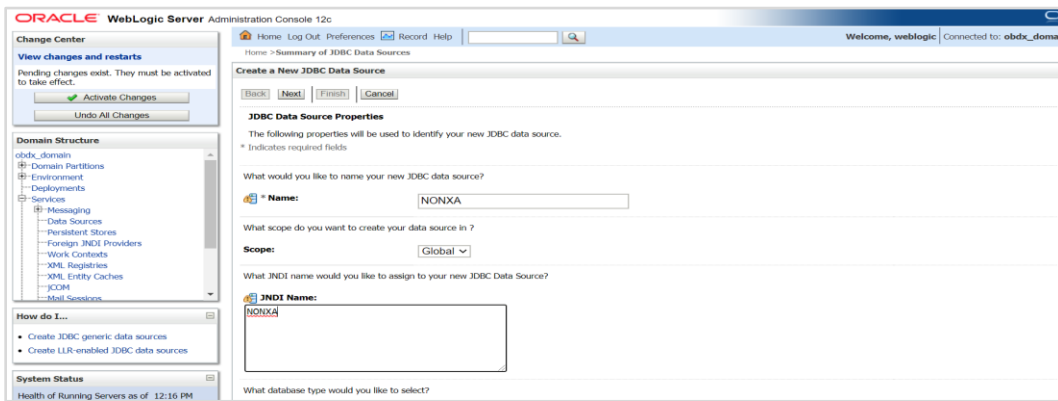 ORACLE WebLogic Server Administration Console 12c
Change Center
View changes and restarts
Pending changes exist. They must be activated
to take effect.
Activate Changes
Undo All Changes
Domain Structure
obdx_domain
Domain Partitions
Environment
Deployments
Services
Messaging
Data Sources
Persistent Stores
Foreign JNDI Providers
Work Contexts
XML Registries
XML Entity Caches
jCOM
Mail Sessions
How do I...
Create JDBC generic data sources
Create LLR-enabled JDBC data sources
System Status
Health of Running Servers as of 12:16 PM
Home Log Out Preferences Record Help
Welcome, weblogic Connected to: obdx_doma
Home >Summary of JDBC Data Sources
Create a New JDBC Data Source
Back Next Finish Cancel
JDBC Data Source Properties
The following properties will be used to identify your new JDBC data source.
* Indicates required fields
What would you like to name your new JDBC data source?
* Name: NONXA
What scope do you want to create your data source in ?
Scope: Global
What JNDI name would you like to assign to your new JDBC Data Source?
JNDI Name:
NONXA
What database type would you like to select?